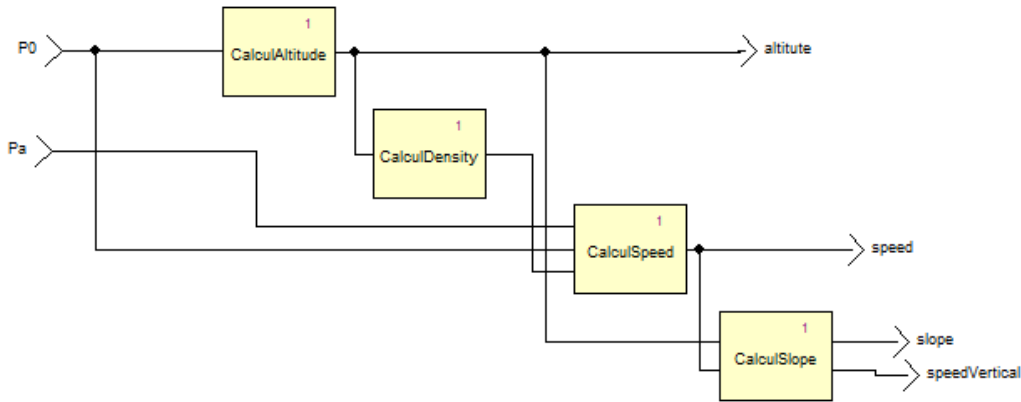 1
P0
CalculAltitude
altitute
1
Pa
CalculDensity
1
CalculSpeed
speed
1
slope
CalculSlope
speedVertical